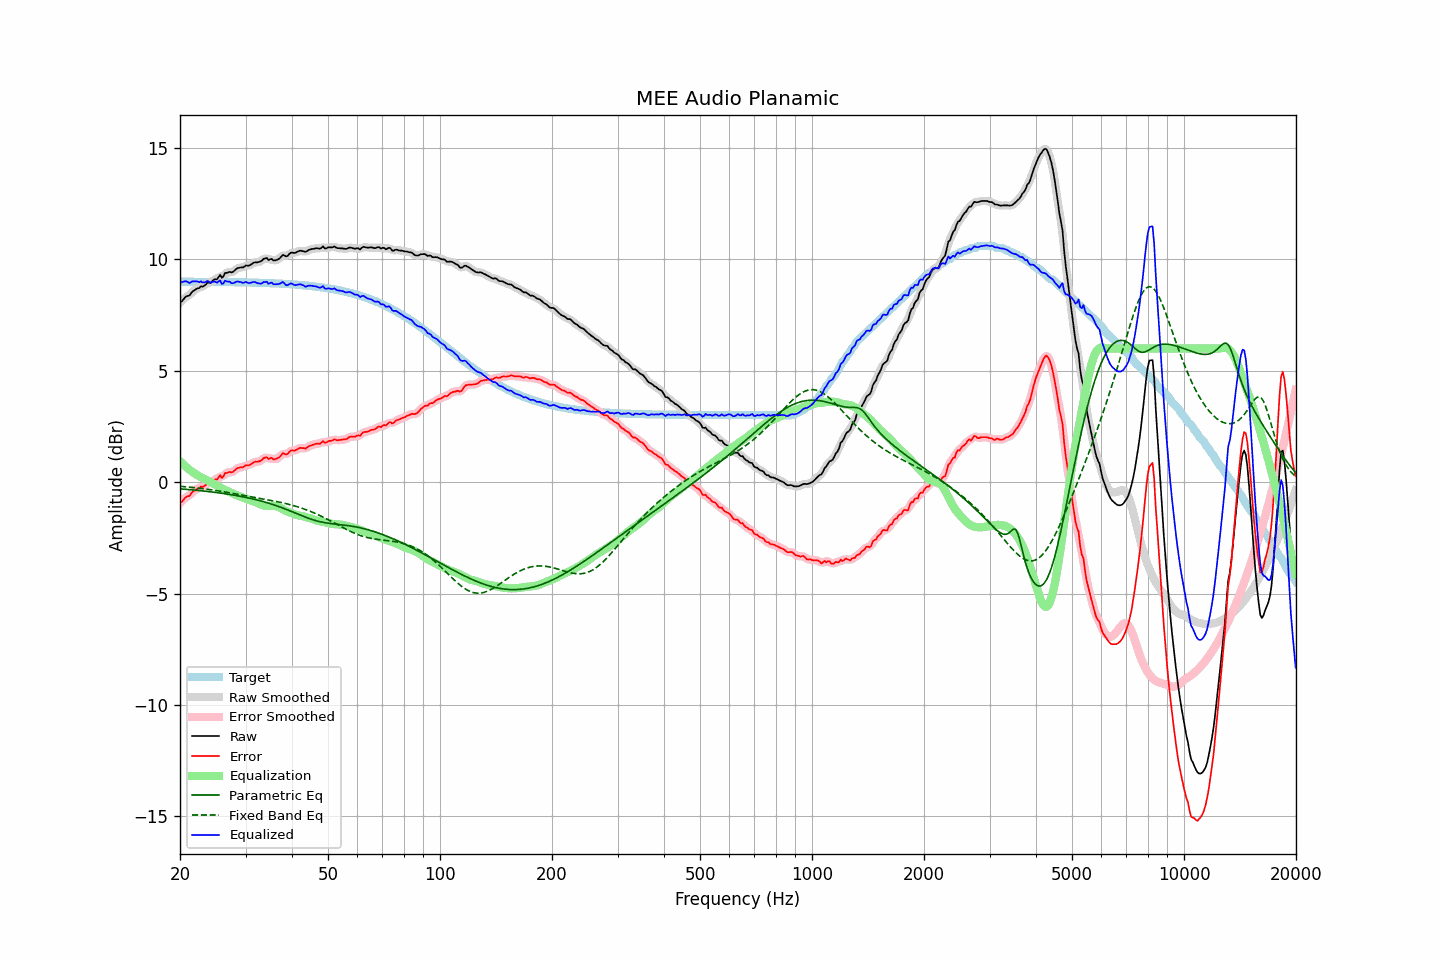 MEE Audio Planamic
15
10
5
0
−5
−10
−15
Amplitude (dBr)
Target
Raw Smoothed
Error Smoothed
Raw
Error
Equalization
Parametric Eq
Fixed Band Eq
Equalized
20 50 100 200 500 1000 2000 5000 10000 20000
Frequency (Hz)